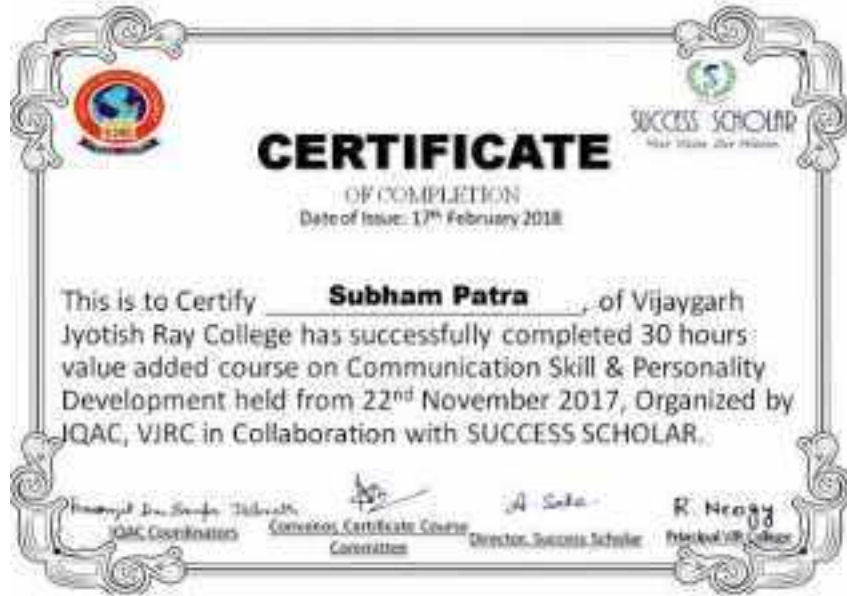 VJRC
SUCCESS SCHOLAR
CERTIFICATE
OF COMPLETION
Date of Issue: 17th February 2018
This is to Certify Subham Patra, of Vijaygarh
Jyotish Ray College has successfully completed 30 hours
value added course on Communication Skill & Personality
Development held from 22nd November 2017, Organized by
IQAC, VJRC in Collaboration with SUCCESS SCHOLAR.
A Saha R. Neogy
IQAC Coordinators Convenor, Certificate Course Director, Success Scholar Principal VJR College
Committee